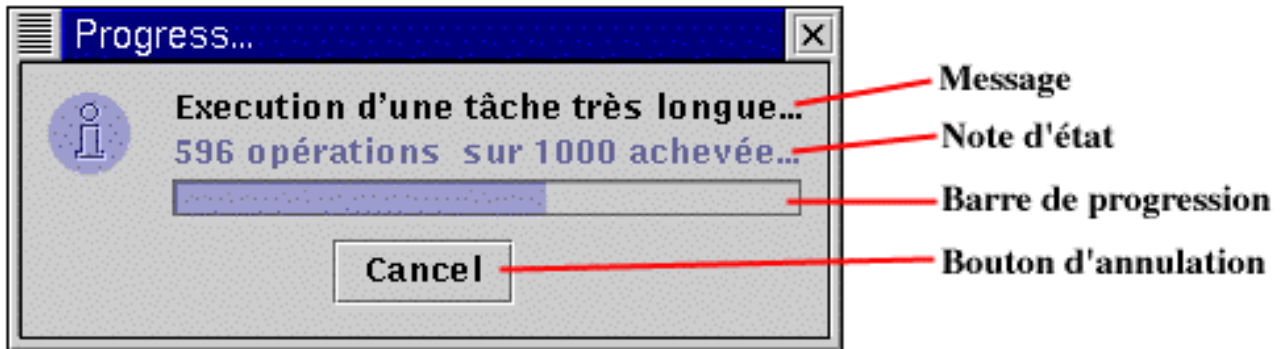 Progress...
Execution d'une tâche très longue...
596 opérations sur 1000 achevée...
Cancel
Message
Note d'état
Barre de progression
Bouton d'annulation